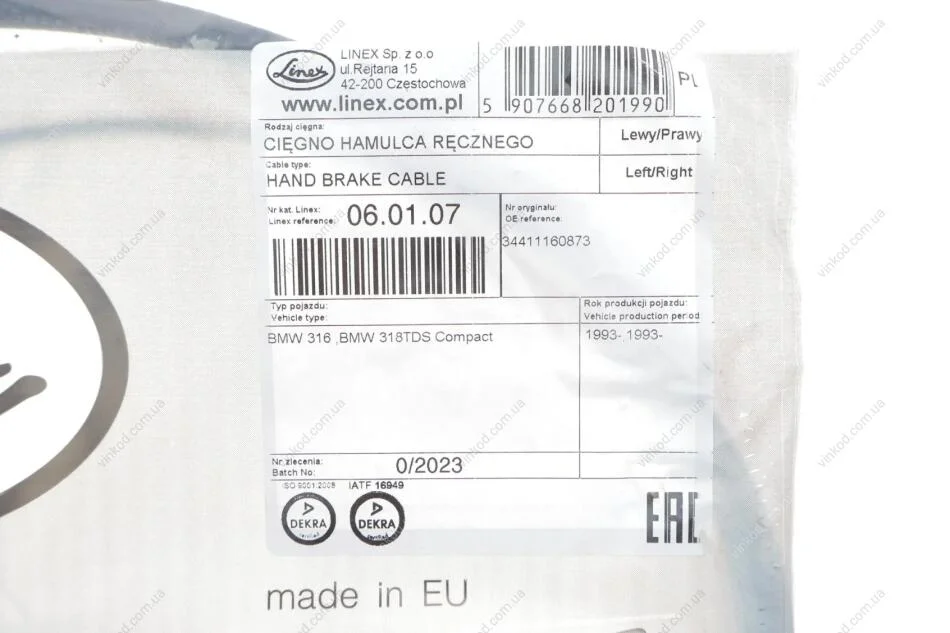 Linex
LINEX Sp. z o.o
ul.Rejtana 15
42-200 Częstochowa
www.linex.com.pl
5 907668 201990
PL
Rodzaj cięgna:
CIĘGNO HAMULCA RĘCZNEGO
Lewy/Prawy
Cable type:
HAND BRAKE CABLE
Left/Right
Nr kat. Linex:
Linex reference:
06.01.07
Nr oryginału:
OE reference:
34411160873
Typ pojazdu:
Vehicle type:
Rok produkcji pojazdu:
Vehicle production period
BMW 316 ,BMW 318TDS Compact
1993-,1993-
Nr zlecenia:
Batch No:
0/2023
ISO 9001:2008 IATF 16949
DEKRA
certified
DEKRA
certified
EAC
made in EU
vinkod.com.ua